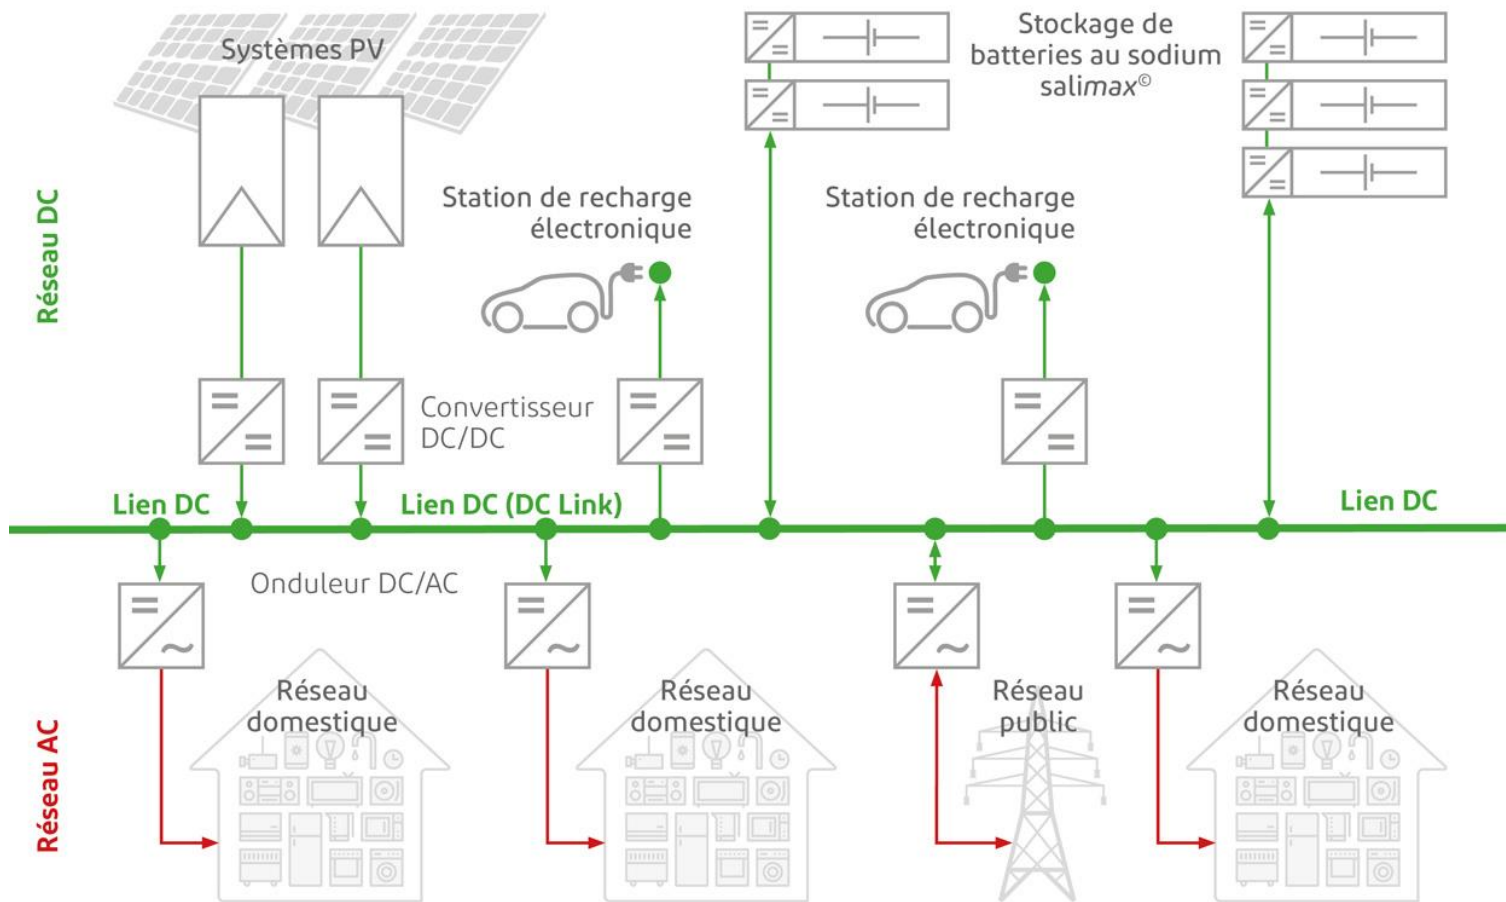 Systèmes PV
Stockage de
batteries au sodium
salimax©
Réseau DC
Station de recharge
électronique
Station de recharge
électronique
Convertisseur
DC/DC
Lien DC
Lien DC (DC Link)
Lien DC
Onduleur DC/AC
Réseau AC
Réseau
domestique
Réseau
domestique
Réseau
public
Réseau
domestique